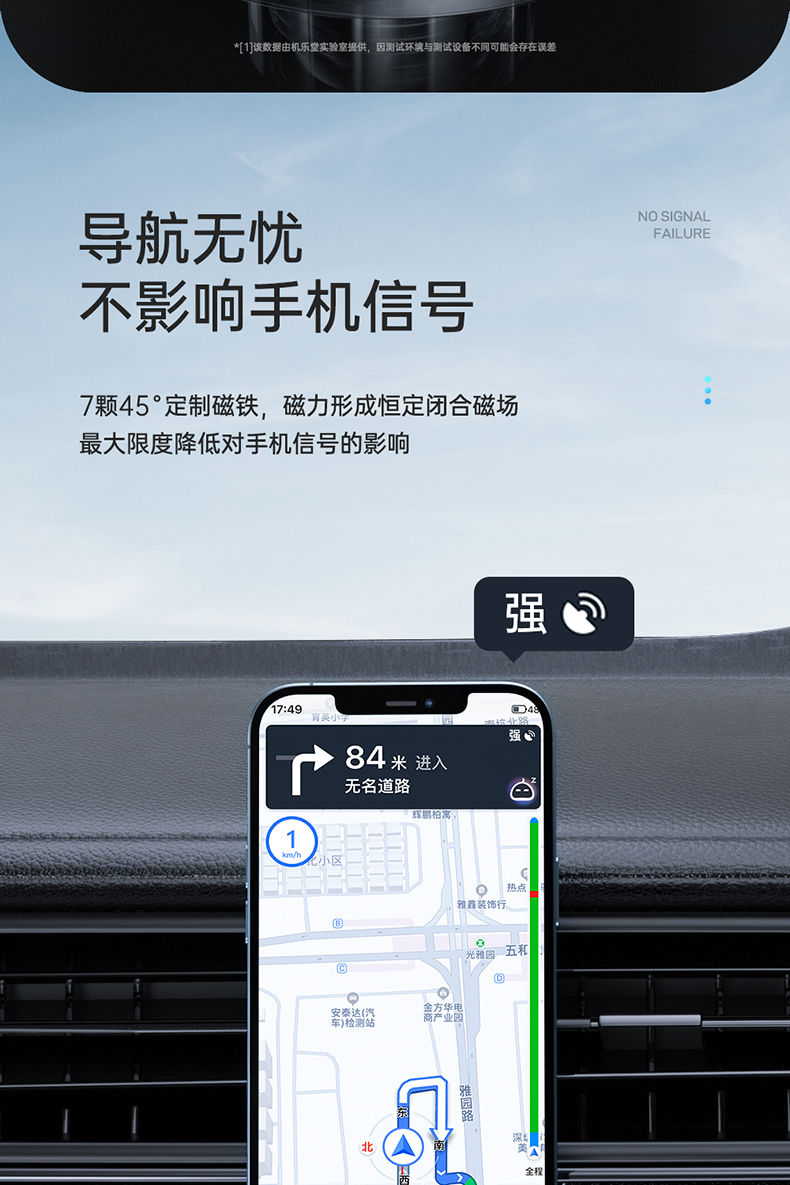 *[1]该数据由机乐堂实验室提供，因测试环境与测试设备不同可能会存在误差
导航无忧
不影响手机信号
NO SIGNAL
FAILURE
7颗45°定制磁铁，磁力形成恒定闭合磁场
最大限度降低对手机信号的影响
强
17:49
48
育英小学
强
84 米 进入
无名道路
z
辉鹏柏寓
1
km/h
化小区
热点
雅鑫装饰行
B
光雅园
五和
C
D
安泰达(汽
车)检测站
金方华电
商产业园
雅园路
东
北
南
西
深圳
美
全程